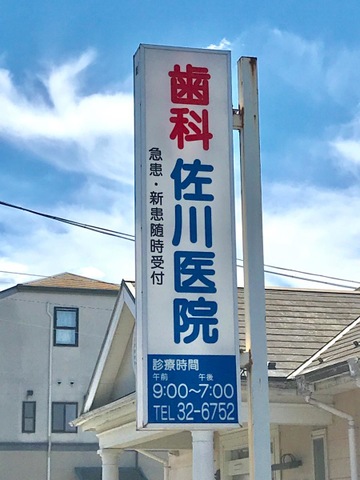 歯科
佐川医院
急患・新患随時受付
診療時間
午前 午後
9:00〜7:00
TEL 32-6752